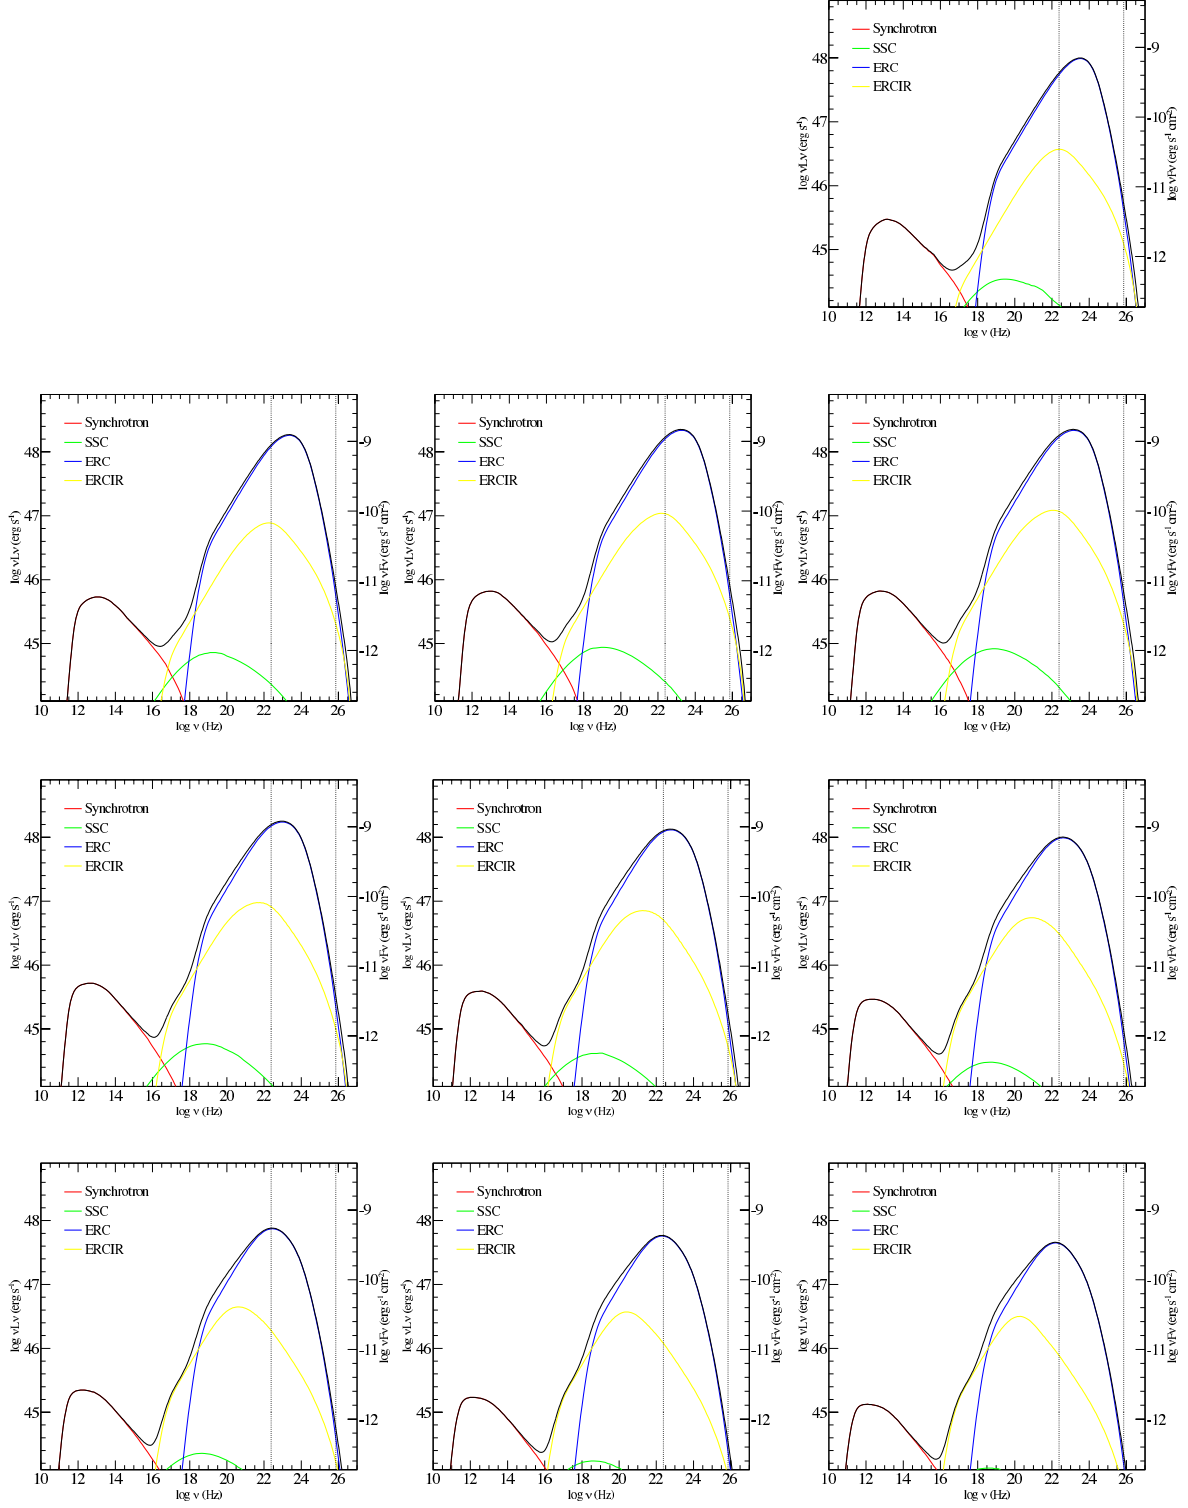 Synchrotron
SSC
ERC
ERCIR
48
47
46
45
-9
-10
-11
-12
log νLν (erg s⁻¹)
log νFν (erg s⁻¹ cm⁻²)
10 12 14 16 18 20 22 24 26
log ν (Hz)
Synchrotron
SSC
ERC
ERCIR
48
47
46
45
-9
-10
-11
-12
log νLν (erg s⁻¹)
log νFν (erg s⁻¹ cm⁻²)
10 12 14 16 18 20 22 24 26
log ν (Hz)
Synchrotron
SSC
ERC
ERCIR
48
47
46
45
-9
-10
-11
-12
log νLν (erg s⁻¹)
log νFν (erg s⁻¹ cm⁻²)
10 12 14 16 18 20 22 24 26
log ν (Hz)
Synchrotron
SSC
ERC
ERCIR
48
47
46
45
-9
-10
-11
-12
log νLν (erg s⁻¹)
log νFν (erg s⁻¹ cm⁻²)
10 12 14 16 18 20 22 24 26
log ν (Hz)
Synchrotron
SSC
ERC
ERCIR
48
47
46
45
-9
-10
-11
-12
log νLν (erg s⁻¹)
log νFν (erg s⁻¹ cm⁻²)
10 12 14 16 18 20 22 24 26
log ν (Hz)
Synchrotron
SSC
ERC
ERCIR
48
47
46
45
-9
-10
-11
-12
log νLν (erg s⁻¹)
log νFν (erg s⁻¹ cm⁻²)
10 12 14 16 18 20 22 24 26
log ν (Hz)
Synchrotron
SSC
ERC
ERCIR
48
47
46
45
-9
-10
-11
-12
log νLν (erg s⁻¹)
log νFν (erg s⁻¹ cm⁻²)
10 12 14 16 18 20 22 24 26
log ν (Hz)
Synchrotron
SSC
ERC
ERCIR
48
47
46
45
-9
-10
-11
-12
log νLν (erg s⁻¹)
log νFν (erg s⁻¹ cm⁻²)
10 12 14 16 18 20 22 24 26
log ν (Hz)
Synchrotron
SSC
ERC
ERCIR
48
47
46
45
-9
-10
-11
-12
log νLν (erg s⁻¹)
log νFν (erg s⁻¹ cm⁻²)
10 12 14 16 18 20 22 24 26
log ν (Hz)
Synchrotron
SSC
ERC
ERCIR
48
47
46
45
-9
-10
-11
-12
log νLν (erg s⁻¹)
log νFν (erg s⁻¹ cm⁻²)
10 12 14 16 18 20 22 24 26
log ν (Hz)